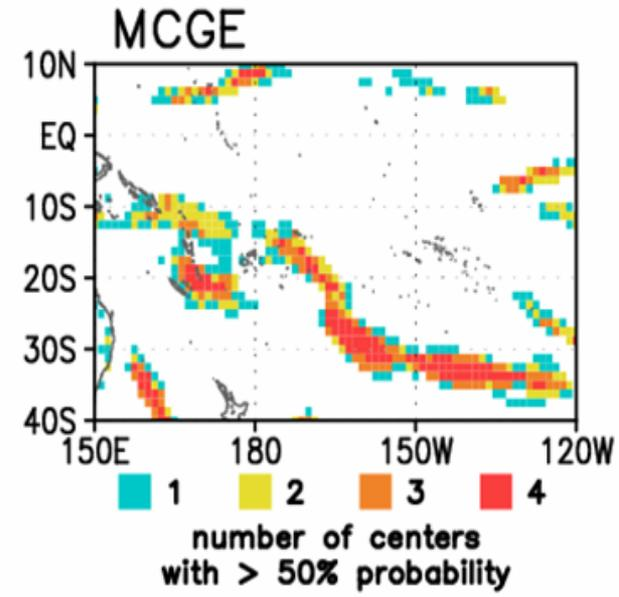 MCGE
10N
EQ
10S
20S
30S
40S
150E 180 150W 120W
1 2 3 4
number of centers
with > 50% probability